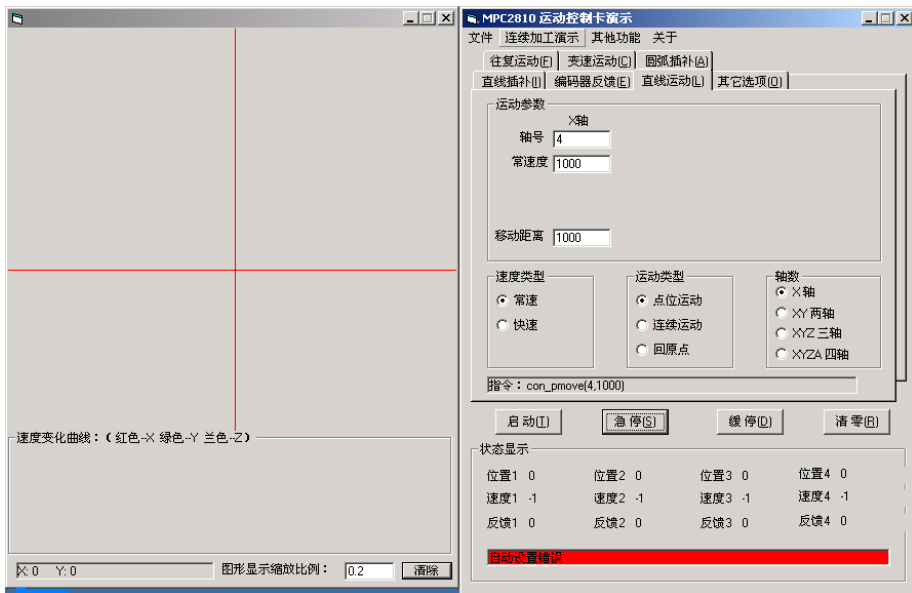 速度变化曲线：( 红色-X 绿色-Y 兰色-Z)
X: 0 Y: 0
图形显示缩放比例： 0.2 清除
MPC2810 运动控制卡演示
文件 连续加工演示 其他功能 关于
往复运动(F) 变速运动(C) 圆弧插补(A)
直线插补(I) 编码器反馈(E) 直线运动(L) 其它选项(O)
运动参数
X轴
轴号 4
常速度 1000
移动距离 1000
速度类型 运动类型 轴数
常速 点位运动 X 轴
快速 连续运动 XY 两轴
回原点 XYZ 三轴
XYZA 四轴
指令：con_pmove(4,1000)
启 动(T) 急 停(S) 缓 停(D) 清 零(R)
状态显示
位置1 0 位置2 0 位置3 0 位置4 0
速度1 -1 速度2 -1 速度3 -1 速度4 -1
反馈1 0 反馈2 0 反馈3 0 反馈4 0
自动设置错误